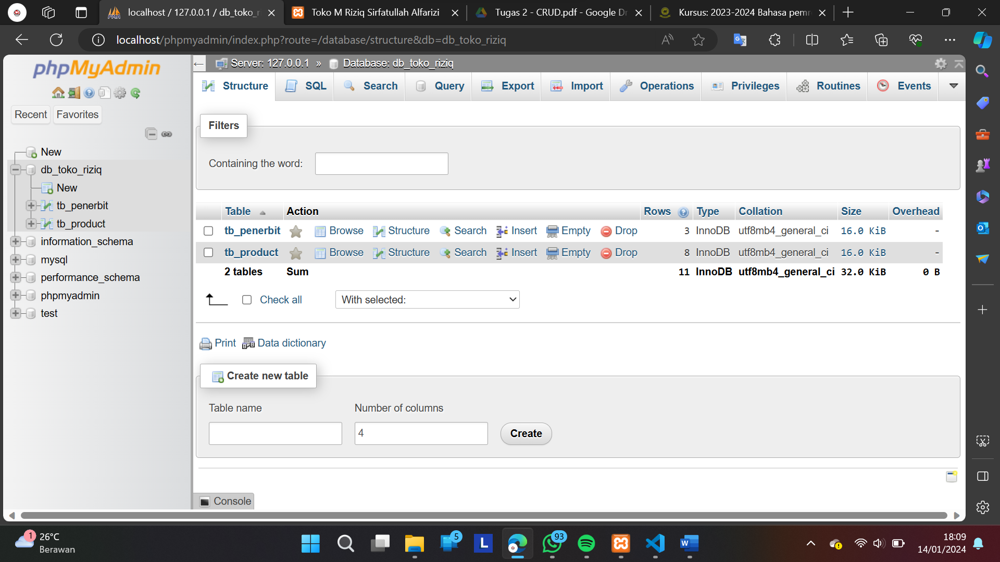 localhost / 127.0.0.1 / db_toko_r
Toko M Riziq Sirfatullah Alfarizi
Tugas 2 - CRUD.pdf - Google Dr
Kursus: 2023-2024 Bahasa pemr
localhost/phpmyadmin/index.php?route=/database/structure&db=db_toko_riziq
phpMyAdmin
Recent
Favorites
New
db_toko_riziq
New
tb_penerbit
tb_product
information_schema
mysql
performance_schema
phpmyadmin
test
Server: 127.0.0.1 » Database: db_toko_riziq
Structure SQL Search Query Export Import Operations Privileges Routines Events
Filters
Containing the word:
Table Action Rows Type Collation Size Overhead
tb_penerbit Browse Structure Search Insert Empty Drop 3 InnoDB utf8mb4_general_ci 16.0 KiB -
tb_product Browse Structure Search Insert Empty Drop 8 InnoDB utf8mb4_general_ci 16.0 KiB -
2 tables Sum 11 InnoDB utf8mb4_general_ci 32.0 KiB 0 B
Check all With selected:
Print Data dictionary
Create new table
Table name Number of columns
4 Create
Console
1 26°C
Berawan
5
L
93
W
18:09
14/01/2024